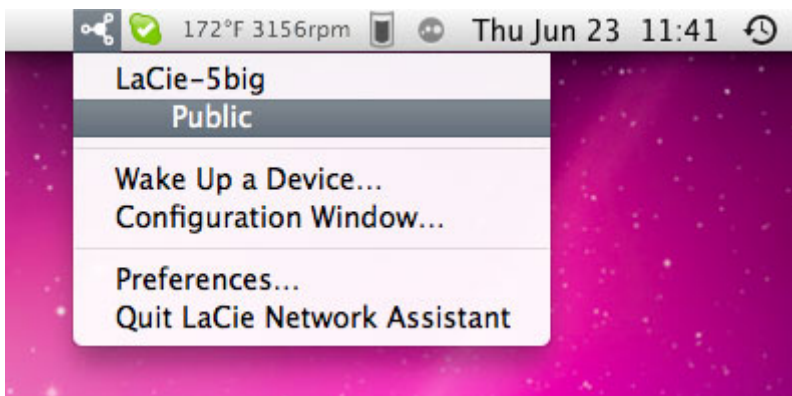 172°F 3156rpm Thu Jun 23 11:41
LaCie-5big
Public
Wake Up a Device...
Configuration Window...
Preferences...
Quit LaCie Network Assistant